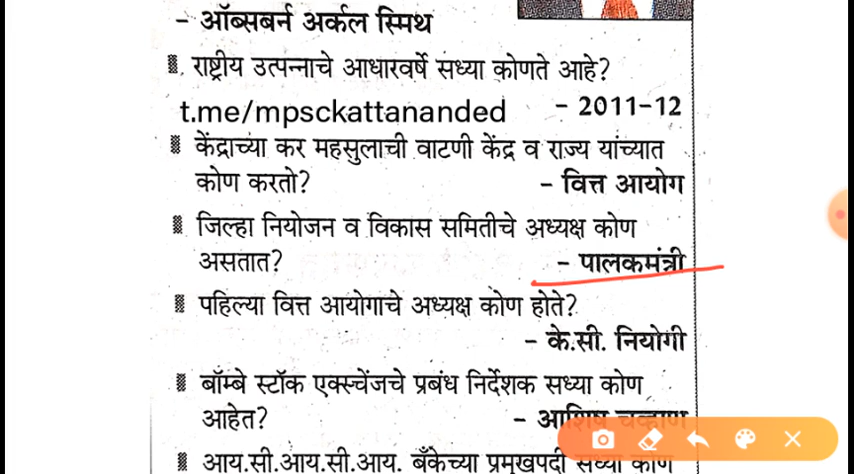 - ऑब्सबर्न अर्कल स्मिथ
राष्ट्रीय उत्पन्नाचे आधारवर्षे सध्या कोणते आहे?
t.me/mpsckattananded - 2011-12
केंद्राच्या कर महसुलाची वाटणी केंद्र व राज्य यांच्यात
कोण करतो? - वित्त आयोग
जिल्हा नियोजन व विकास समितीचे अध्यक्ष कोण
असतात? - पालकमंत्री
पहिल्या वित्त आयोगाचे अध्यक्ष कोण होते?
- के.सी. नियोगी
बॉम्बे स्टॉक एक्स्चेंजचे प्रबंध निर्देशक सध्या कोण
आहेत? - आशिष चव्हाण
आय.सी.आय.सी.आय. बँकेच्या प्रमुखपदी सध्या कोण